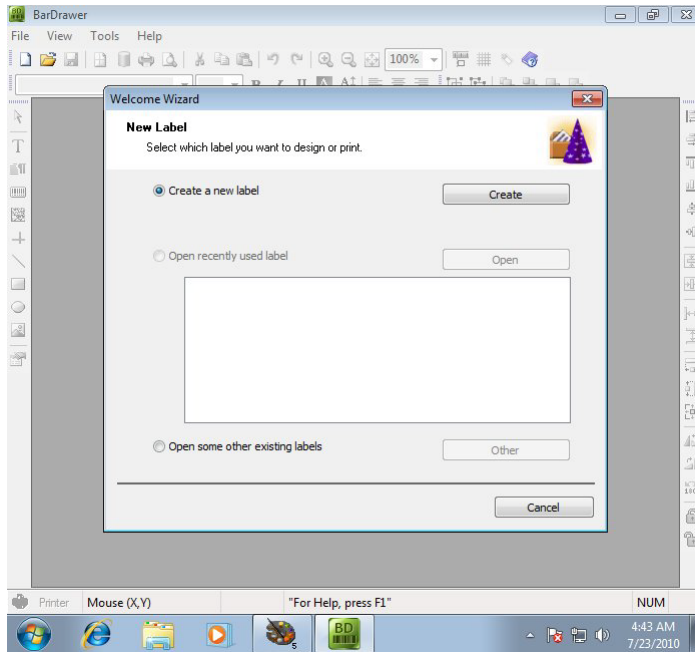 BD BarDrawer
File View Tools Help
100%
B I U A A
Welcome Wizard
New Label
Select which label you want to design or print.
Create a new label
Create
Open recently used label
Open
Open some other existing labels
Other
Cancel
T
Printer Mouse (X,Y) "For Help, press F1" NUM
5 BD
4:43 AM
7/23/2010